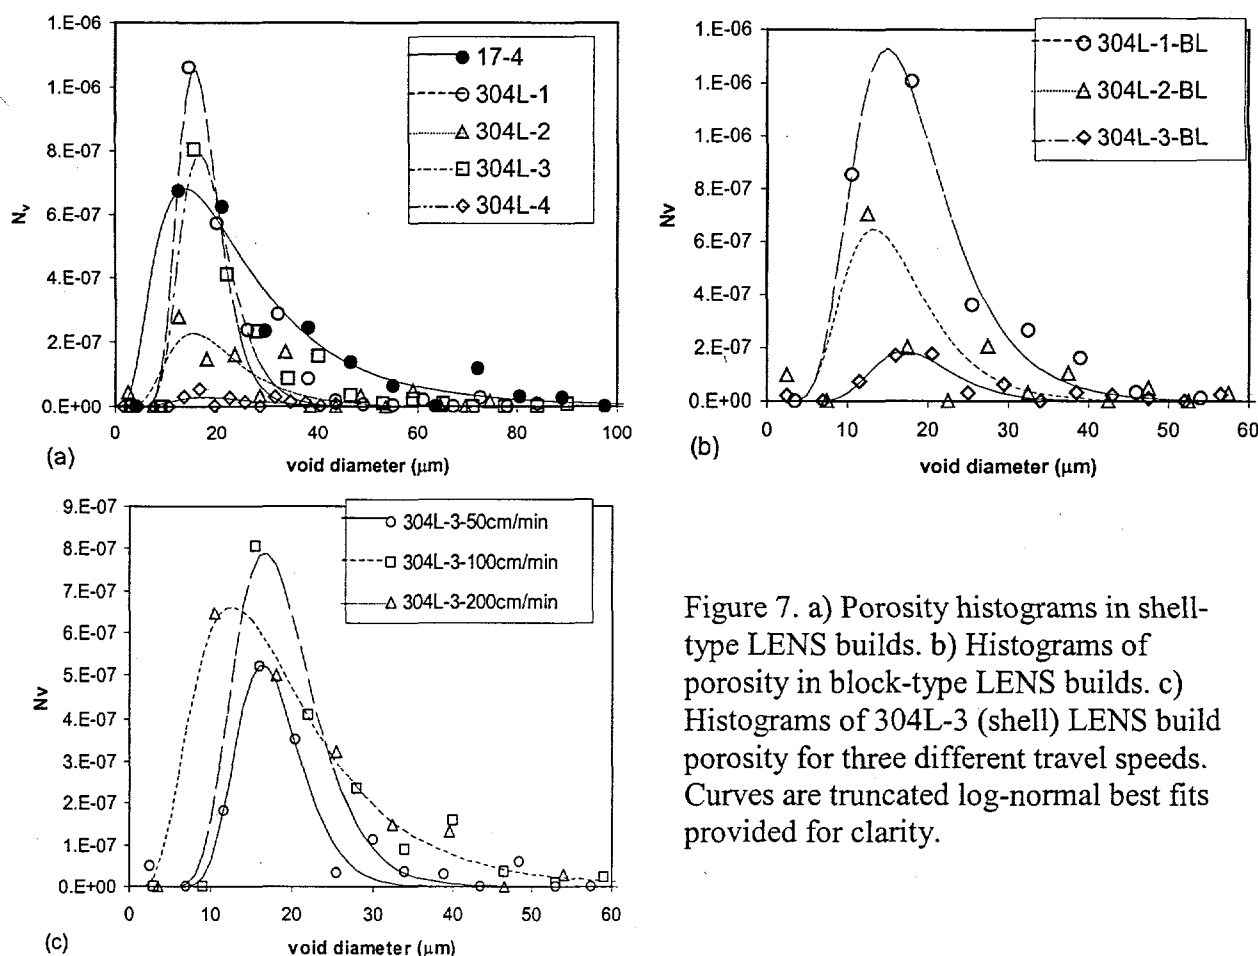 1.E-06
1.E-06
8.E-07
6.E-07
4.E-07
2.E-07
0.E+00
Nv
0 20 40 60 80 100
void diameter (μm)
(a)
17-4
304L-1
304L-2
304L-3
304L-4
1.E-06
1.E-06
1.E-06
8.E-07
6.E-07
4.E-07
2.E-07
0.E+00
Nv
0 10 20 30 40 50 60
void diameter (μm)
(b)
304L-1-BL
304L-2-BL
304L-3-BL
9.E-07
8.E-07
7.E-07
6.E-07
5.E-07
4.E-07
3.E-07
2.E-07
1.E-07
0.E+00
Nv
0 10 20 30 40 50 60
void diameter (μm)
(c)
304L-3-50cm/min
304L-3-100cm/min
304L-3-200cm/min
Figure 7. a) Porosity histograms in shell-
type LENS builds. b) Histograms of
porosity in block-type LENS builds. c)
Histograms of 304L-3 (shell) LENS build
porosity for three different travel speeds.
Curves are truncated log-normal best fits
provided for clarity.